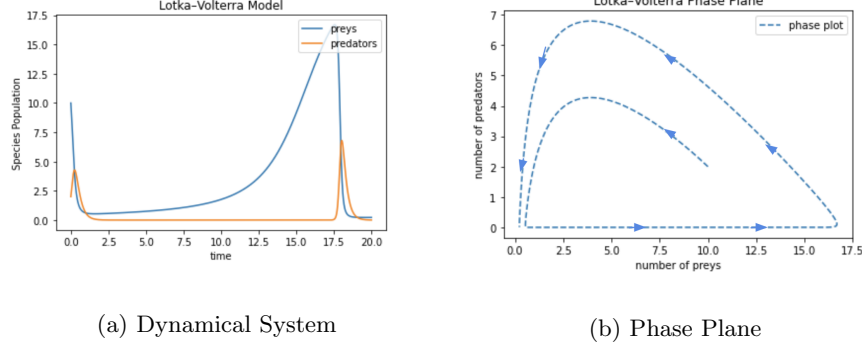 Lotka–Volterra Model
17.5
15.0
12.5
10.0
7.5
5.0
2.5
0.0
Species Population
preys
predators
0.0 2.5 5.0 7.5 10.0 12.5 15.0 17.5 20.0
time
(a) Dynamical System
Lotka–Volterra Phase Plane
7
6
5
4
3
2
1
0
number of predators
phase plot
0.0 2.5 5.0 7.5 10.0 12.5 15.0 17.5
number of preys
(b) Phase Plane